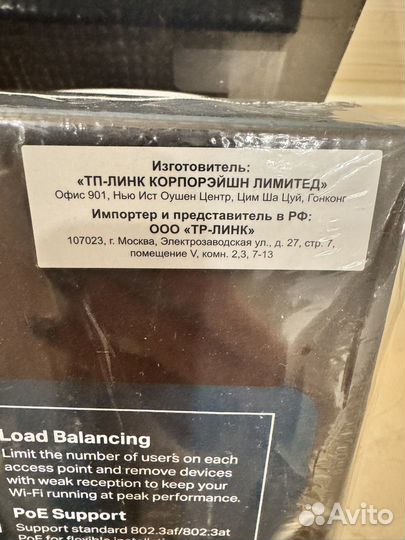 Изготовитель:
«ТП-ЛИНК КОРПОРЭЙШН ЛИМИТЕД»
Офис 901, Нью Ист Оушен Центр, Цим Ша Цуй, Гонконг
Импортер и представитель в РФ:
ООО «ТР-ЛИНК»
107023, г. Москва, Электрозаводская ул., д. 27, стр. 7,
помещение V, комн. 2,3, 7-13
Load Balancing
Limit the number of users on each
access point and remove devices
with weak reception to keep your
Wi-Fi running at peak performance.
PoE Support
Support standard 802.3af/802.3at
PoE for flexible
Avito